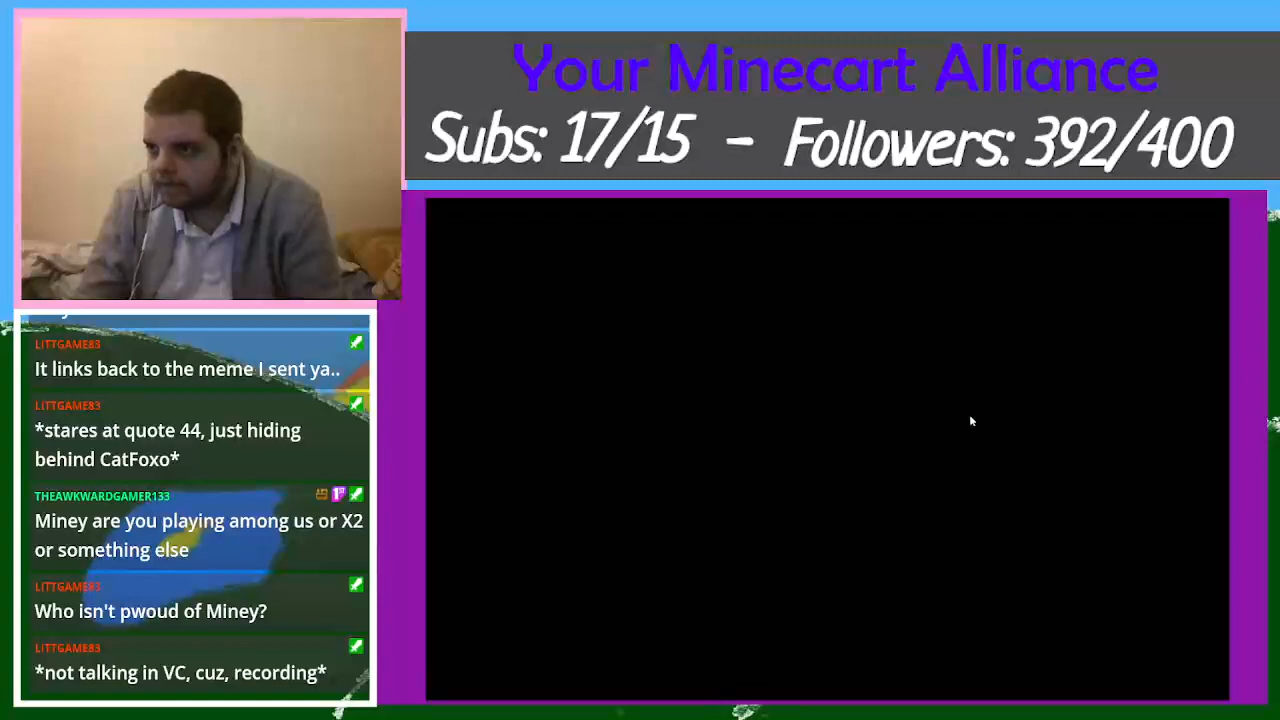 Your Minecart Alliance
Subs: 17/15 - Followers: 392/400
LITTGAME83
It links back to the meme I sent ya..
LITTGAME83
*stares at quote 44, just hiding
behind CatFoxo*
THEAWKWARDGAMER133
Miney are you playing among us or X2
or something else
LITTGAME83
Who isn't pwoud of Miney?
LITTGAME83
*not talking in VC, cuz, recording*